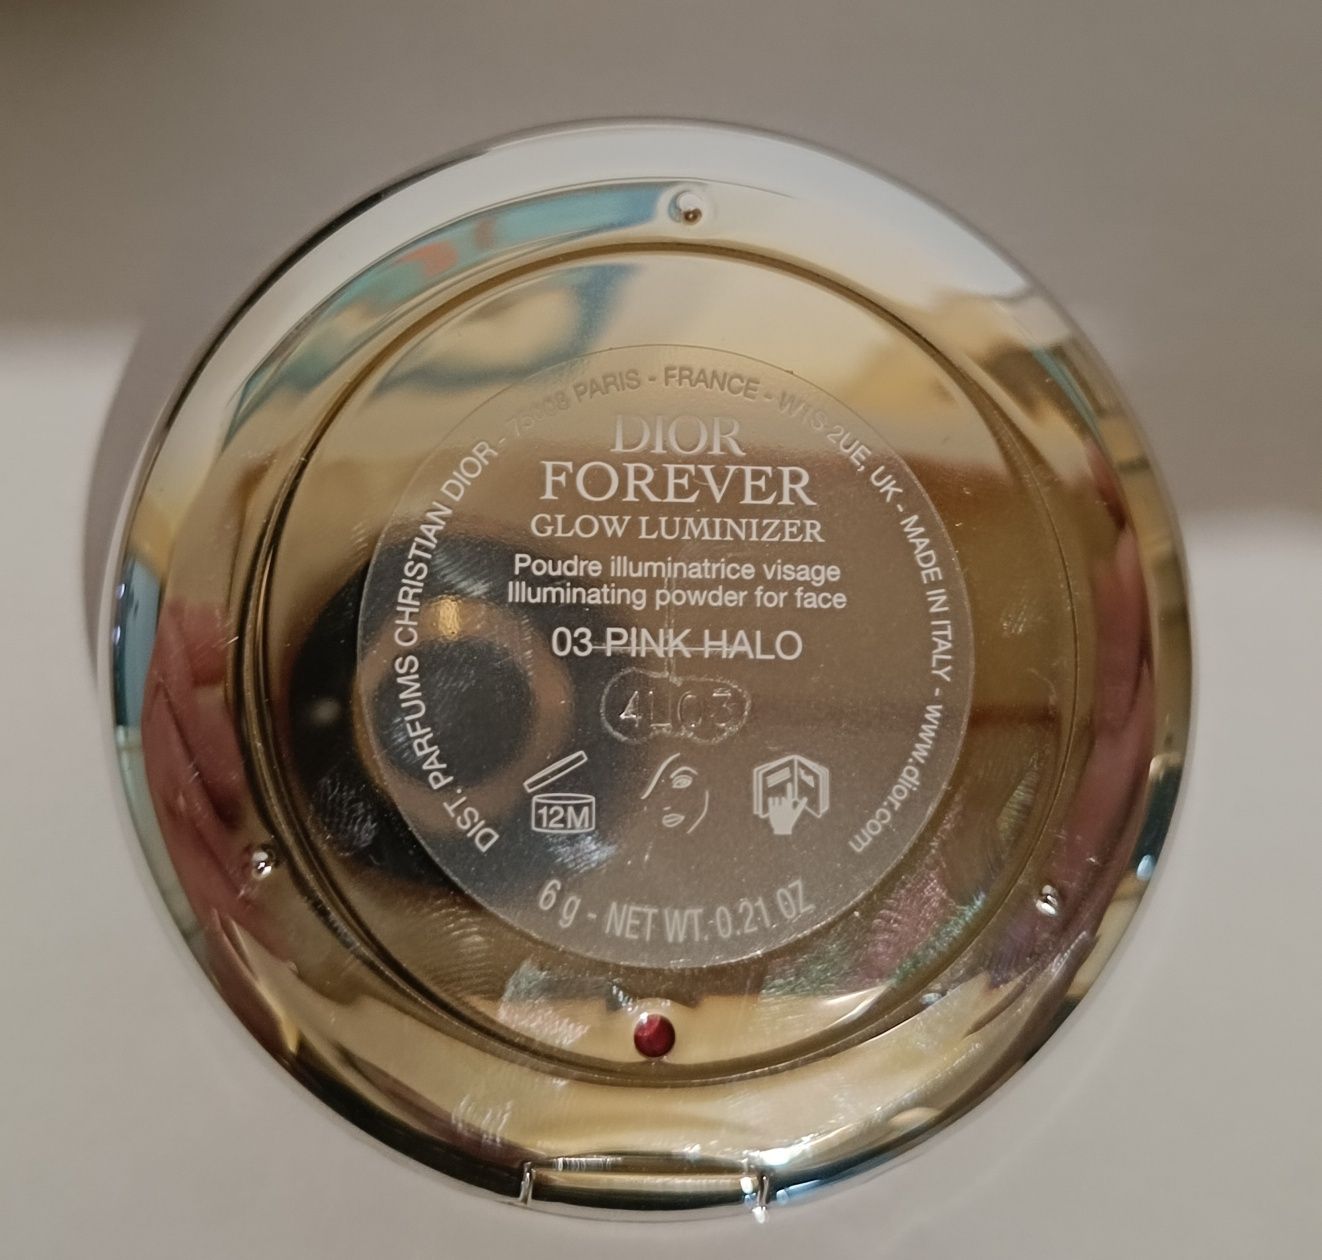 DIST. PARFUMS CHRISTIAN DIOR - 75008 PARIS - FRANCE - W1S 2UE, UK - MADE IN ITALY - www.dior.com
DIOR
FOREVER
GLOW LUMINIZER
Poudre illuminatrice visage
Illuminating powder for face
03 PINK HALO
4L03
12M
6 g - NET WT. 0.21 OZ